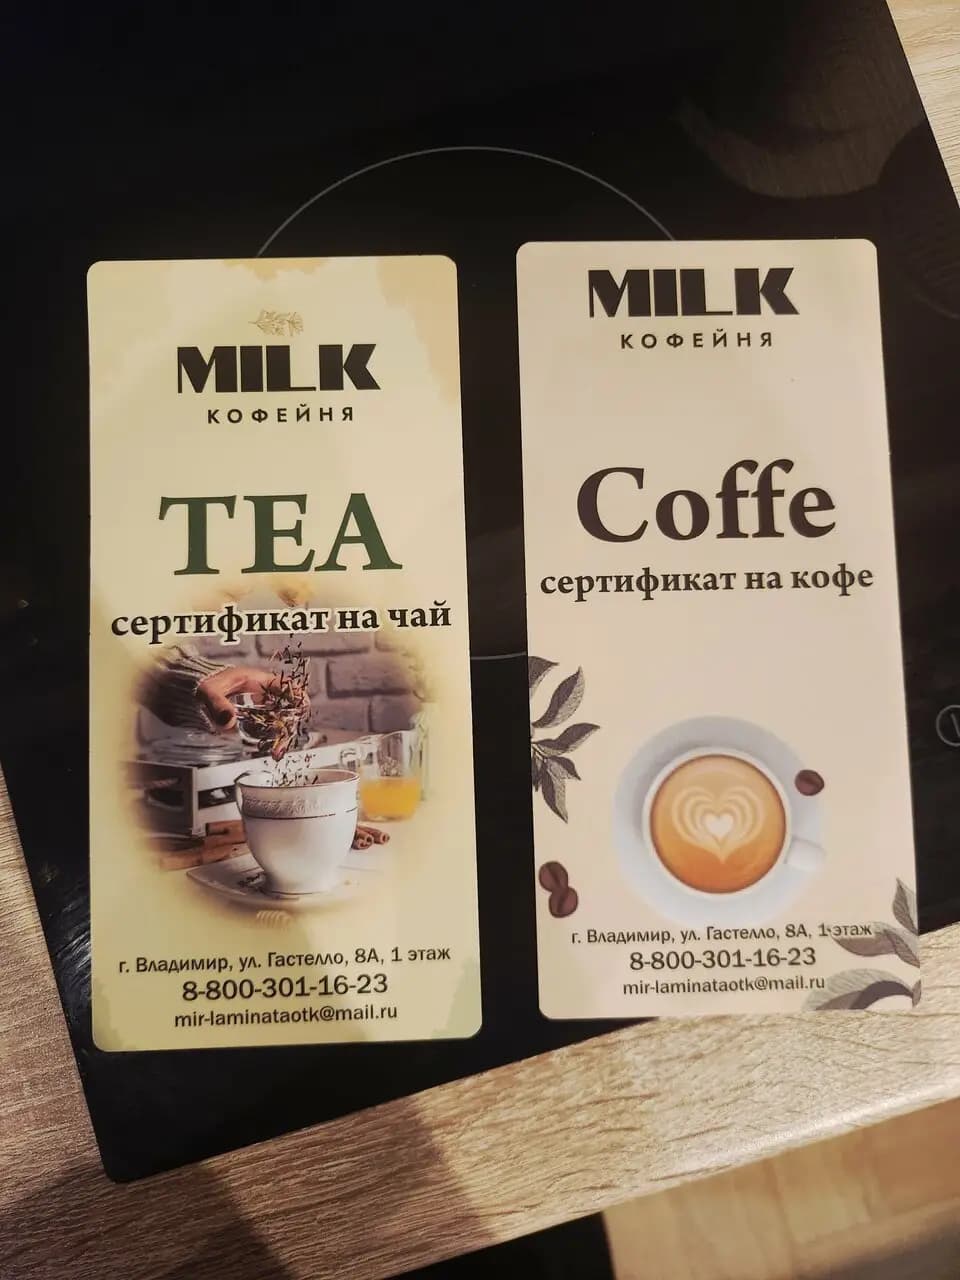 MILK
КОФЕЙНЯ
TEA
сертификат на чай
г. Владимир, ул. Гастелло, 8А, 1 этаж
8-800-301-16-23
mir-laminataotk@mail.ru
MILK
КОФЕЙНЯ
Coffe
сертификат на кофе
г. Владимир, ул. Гастелло, 8А, 1 этаж
8-800-301-16-23
mir-laminataotk@mail.ru